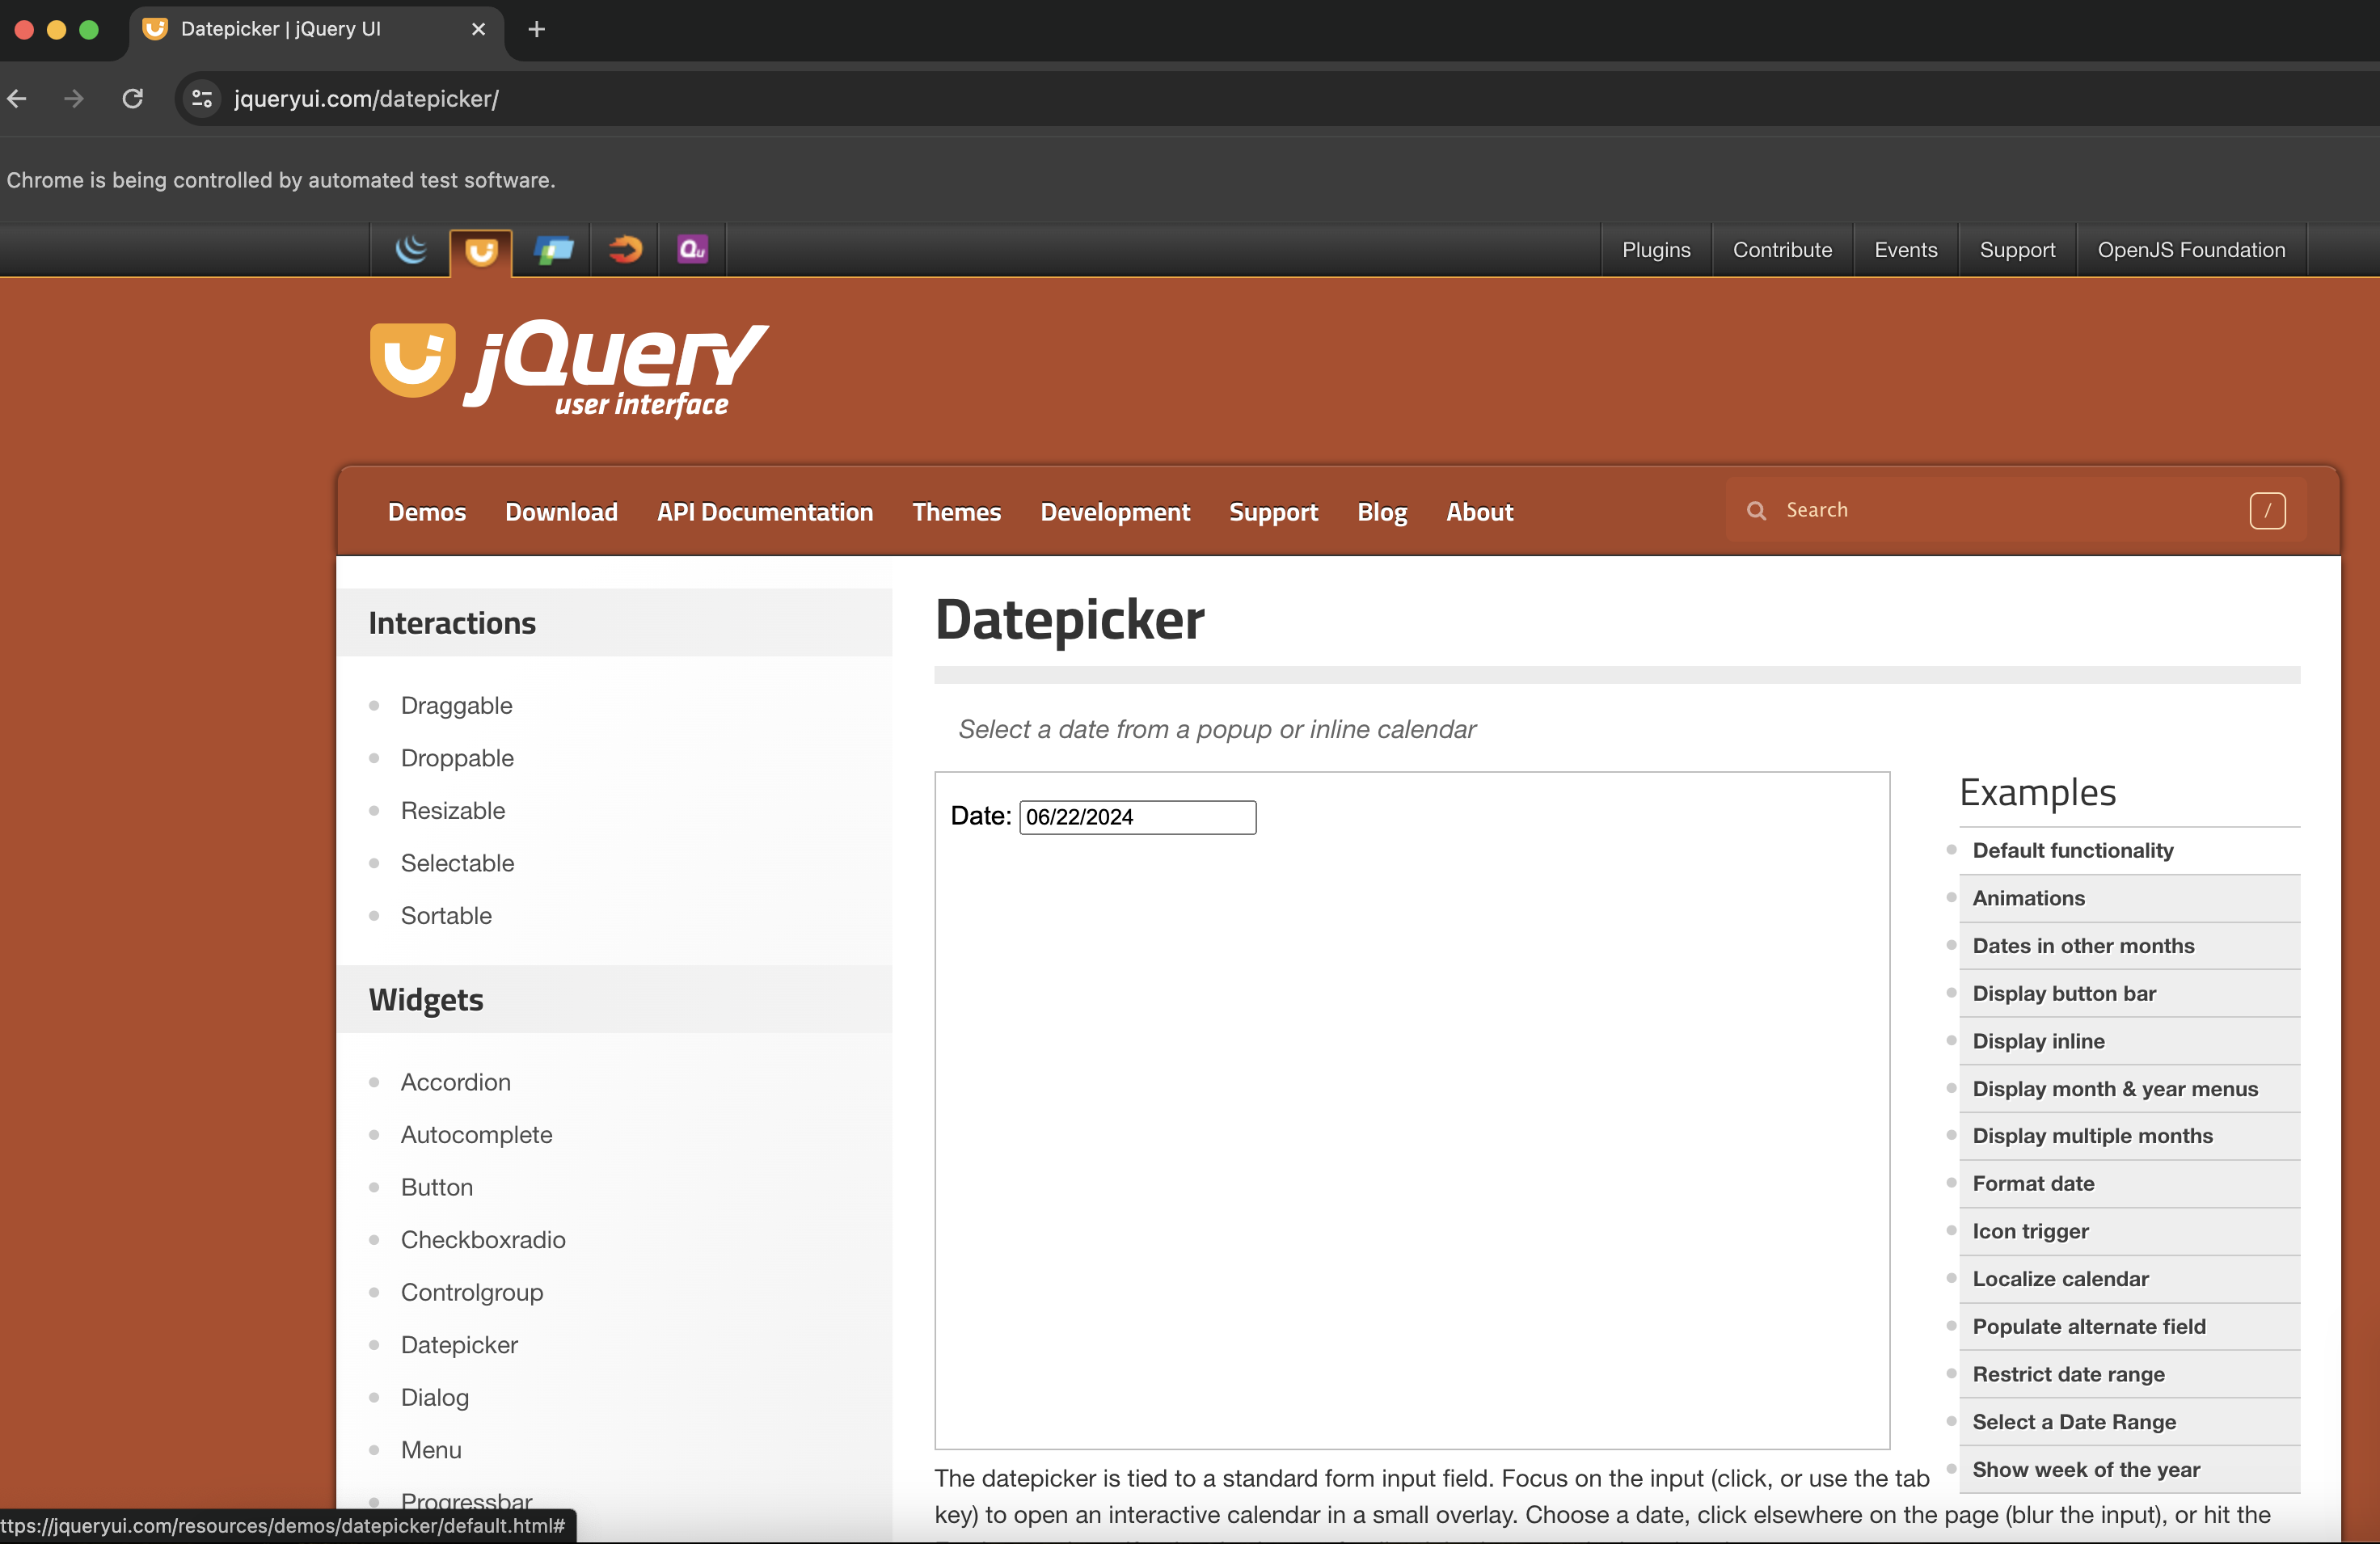 Datepicker | jQuery UI
jqueryui.com/datepicker/
Chrome is being controlled by automated test software.
Qu
Plugins
Contribute
Events
Support
OpenJS Foundation
jQuery
user interface
Demos
Download
API Documentation
Themes
Development
Support
Blog
About
Search
/
Interactions
Draggable
Droppable
Resizable
Selectable
Sortable
Widgets
Accordion
Autocomplete
Button
Checkboxradio
Controlgroup
Datepicker
Dialog
Menu
Progressbar
ttps://jqueryui.com/resources/demos/datepicker/default.html#
Datepicker
Select a date from a popup or inline calendar
Date: 06/22/2024
Examples
Default functionality
Animations
Dates in other months
Display button bar
Display inline
Display month & year menus
Display multiple months
Format date
Icon trigger
Localize calendar
Populate alternate field
Restrict date range
Select a Date Range
Show week of the year
The datepicker is tied to a standard form input field. Focus on the input (click, or use the tab
key) to open an interactive calendar in a small overlay. Choose a date, click elsewhere on the page (blur the input), or hit the